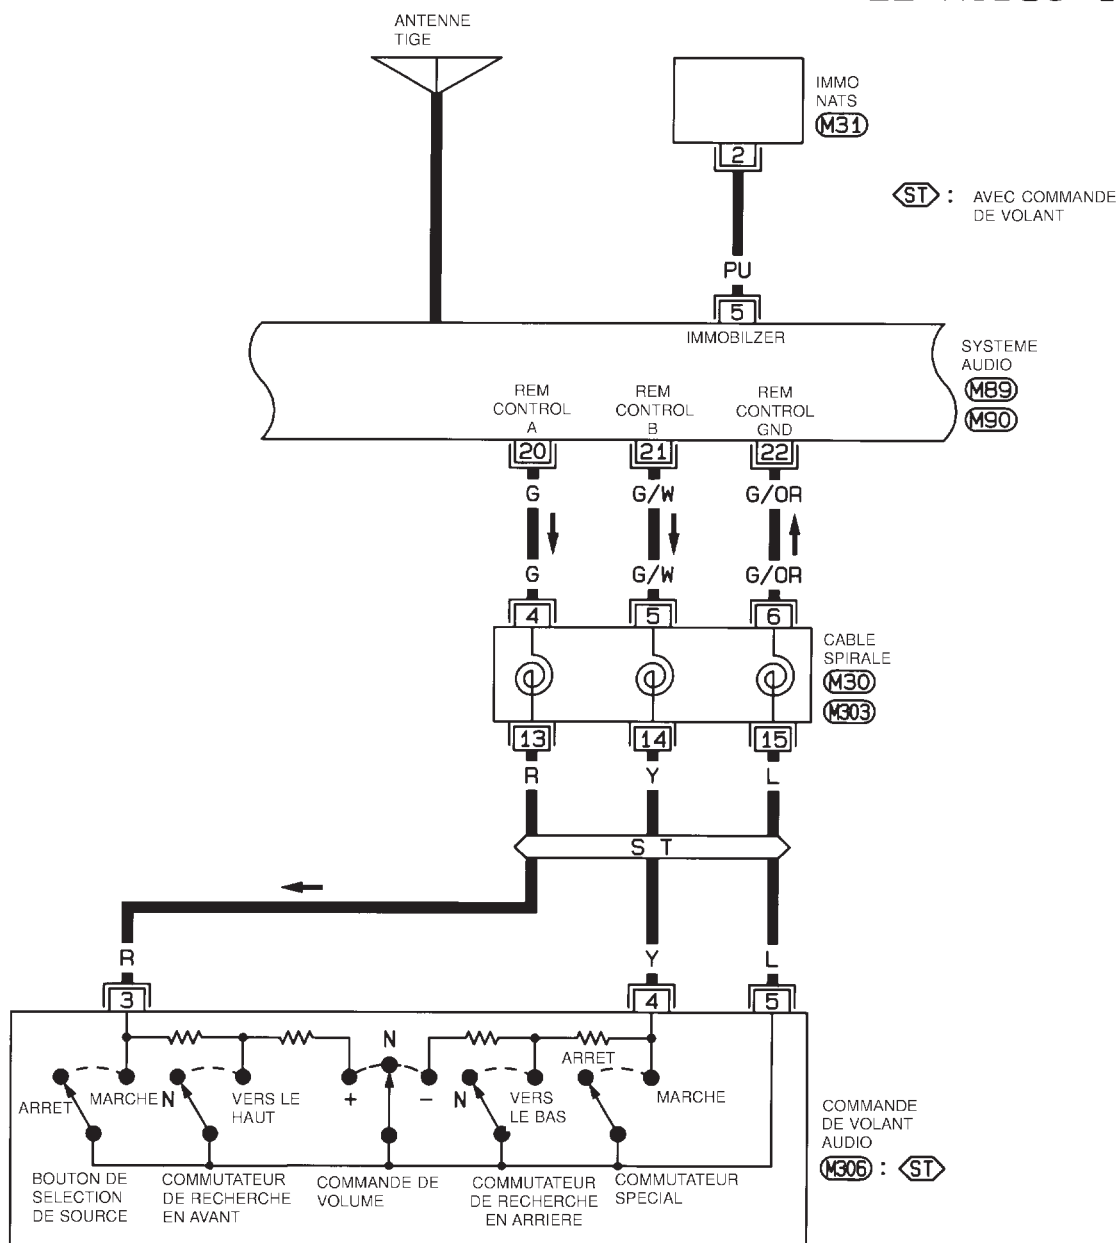 ANTENNE
TIGE
IMMO
NATS
M31
2
ST : AVEC COMMANDE
DE VOLANT
PU
5
IMMOBILZER
SYSTEME
AUDIO
M89
M90
REM
CONTROL
A
REM
CONTROL
B
REM
CONTROL
GND
20 21 22
G G/W G/OR
G G/W G/OR
4 5 6
CABLE
SPIRALE
M30
M303
13 14 15
R Y L
S T
R Y L
3 4 5
N
ARRET
ARRET MARCHE N VERS LE
HAUT
+ - N VERS
LE BAS
MARCHE
COMMANDE
DE VOLANT
AUDIO
M306 : ST
BOUTON DE
SELECTION
DE SOURCE
COMMUTATEUR
DE RECHERCHE
EN AVANT
COMMANDE DE
VOLUME
COMMUTATEUR
DE RECHERCHE
EN ARRIERE
COMMUTATEUR
SPECIAL